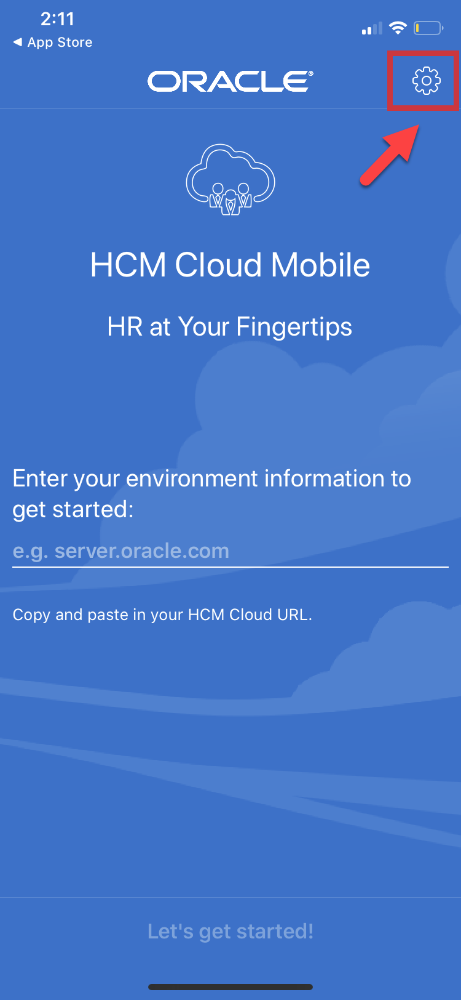 2:11
◀ App Store
ORACLE®
HCM Cloud Mobile
HR at Your Fingertips
Enter your environment information to
get started:
e.g. server.oracle.com
Copy and paste in your HCM Cloud URL.
Let's get started!